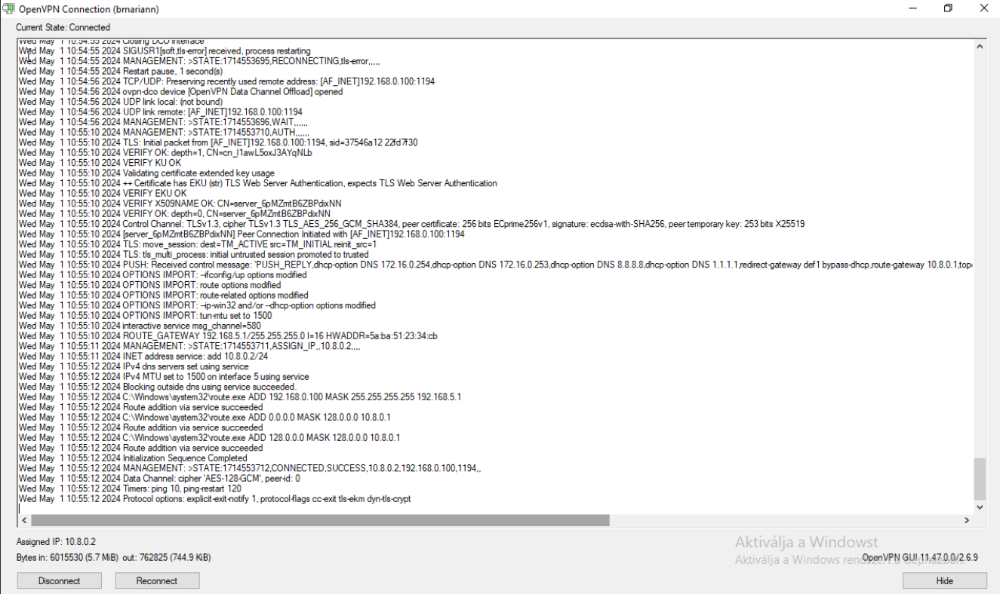 OpenVPN Connection (bmariann)
Current State: Connected
Wed May 1 10:54:55 2024 Closing DCO interface
Wed May 1 10:54:55 2024 SIGUSR1[soft,tls-error] received, process restarting
Wed May 1 10:54:55 2024 MANAGEMENT: >STATE:1714553695,RECONNECTING,tls-error,,,,,
Wed May 1 10:54:55 2024 Restart pause, 1 second(s)
Wed May 1 10:54:56 2024 TCP/UDP: Preserving recently used remote address: [AF_INET]192.168.0.100:1194
Wed May 1 10:54:56 2024 ovpn-dco device [OpenVPN Data Channel Offload] opened
Wed May 1 10:54:56 2024 UDP link local: (not bound)
Wed May 1 10:54:56 2024 UDP link remote: [AF_INET]192.168.0.100:1194
Wed May 1 10:54:56 2024 MANAGEMENT: >STATE:1714553696,WAIT,,,,,,
Wed May 1 10:55:10 2024 MANAGEMENT: >STATE:1714553710,AUTH,,,,,,
Wed May 1 10:55:10 2024 TLS: Initial packet from [AF_INET]192.168.0.100:1194, sid=37546a12 22fd7f30
Wed May 1 10:55:10 2024 VERIFY OK: depth=1, CN=cn_l1awL5oxJ3AYqNLb
Wed May 1 10:55:10 2024 VERIFY KU OK
Wed May 1 10:55:10 2024 Validating certificate extended key usage
Wed May 1 10:55:10 2024 ++ Certificate has EKU (str) TLS Web Server Authentication, expects TLS Web Server Authentication
Wed May 1 10:55:10 2024 VERIFY EKU OK
Wed May 1 10:55:10 2024 VERIFY X509NAME OK: CN=server_6pMZmtB6ZBPdixNN
Wed May 1 10:55:10 2024 VERIFY OK: depth=0, CN=server_6pMZmtB6ZBPdixNN
Wed May 1 10:55:10 2024 Control Channel: TLSv1.3, cipher TLSv1.3 TLS_AES_256_GCM_SHA384, peer certificate: 256 bits ECprime256v1, signature: ecdsa-with-SHA256, peer temporary key: 253 bits X25519
Wed May 1 10:55:10 2024 [server_6pMZmtB6ZBPdixNN] Peer Connection Initiated with [AF_INET]192.168.0.100:1194
Wed May 1 10:55:10 2024 TLS: move_session: dest=TM_ACTIVE src=TM_INITIAL reinit_src=1
Wed May 1 10:55:10 2024 TLS: tls_multi_process: initial untrusted session promoted to trusted
Wed May 1 10:55:10 2024 PUSH: Received control message: 'PUSH_REPLY,dhcp-option DNS 172.16.0.254,dhcp-option DNS 172.16.0.253,dhcp-option DNS 8.8.8.8,dhcp-option DNS 1.1.1.1,redirect-gateway def1 bypass-dhcp,route-gateway 10.8.0.1,
Wed May 1 10:55:10 2024 OPTIONS IMPORT: --ifconfig/up options modified
Wed May 1 10:55:10 2024 OPTIONS IMPORT: route options modified
Wed May 1 10:55:10 2024 OPTIONS IMPORT: route-related options modified
Wed May 1 10:55:10 2024 OPTIONS IMPORT: --ip-win32 and/or --dhcp-option options modified
Wed May 1 10:55:10 2024 OPTIONS IMPORT: tun-mtu set to 1500
Wed May 1 10:55:10 2024 interactive service msg_channel=580
Wed May 1 10:55:10 2024 ROUTE_GATEWAY 192.168.5.1/255.255.255.0 I=16 HWADDR=5a:ba:51:23:34:cb
Wed May 1 10:55:11 2024 MANAGEMENT: >STATE:1714553711,ASSIGN_IP,,10.8.0.2,,,,
Wed May 1 10:55:11 2024 INET address service: add 10.8.0.2/24
Wed May 1 10:55:12 2024 IPv4 dns servers set using service
Wed May 1 10:55:12 2024 IPv4 MTU set to 1500 on interface 5 using service
Wed May 1 10:55:12 2024 Blocking outside dns using service succeeded.
Wed May 1 10:55:12 2024 C:\Windows\system32\route.exe ADD 192.168.0.100 MASK 255.255.255.255 192.168.5.1
Wed May 1 10:55:12 2024 Route addition via service succeeded
Wed May 1 10:55:12 2024 C:\Windows\system32\route.exe ADD 0.0.0.0 MASK 128.0.0.0 10.8.0.1
Wed May 1 10:55:12 2024 Route addition via service succeeded
Wed May 1 10:55:12 2024 C:\Windows\system32\route.exe ADD 128.0.0.0 MASK 128.0.0.0 10.8.0.1
Wed May 1 10:55:12 2024 Route addition via service succeeded
Wed May 1 10:55:12 2024 Initialization Sequence Completed
Wed May 1 10:55:12 2024 MANAGEMENT: >STATE:1714553712,CONNECTED,SUCCESS,10.8.0.2,192.168.0.100,1194,,
Wed May 1 10:55:12 2024 Data Channel: cipher 'AES-128-GCM', peer-id: 0
Wed May 1 10:55:12 2024 Timers: ping 10, ping-restart 120
Wed May 1 10:55:12 2024 Protocol options: explicit-exit-notify 1, protocol-flags cc-exit tls-ekm dyn-tls-crypt
Assigned IP: 10.8.0.2
Aktiválja a Windowst
Bytes in: 6015530 (5.7 MiB) out: 762825 (744.9 KiB)
Aktiválja a Windows
OpenVPN GUI 11.47.0.0/2.6.9
Disconnect
Reconnect
Hide